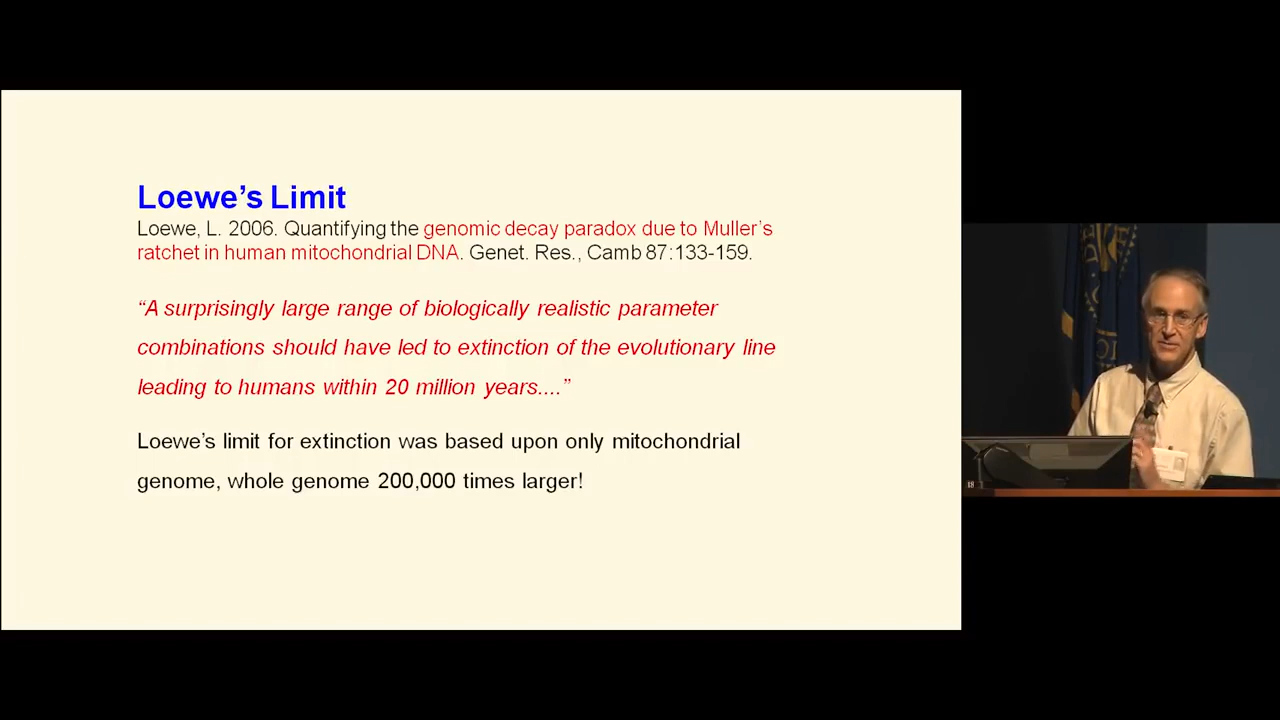 Loewe's Limit
Loewe, L. 2006. Quantifying the genomic decay paradox due to Muller's
ratchet in human mitochondrial DNA. Genet. Res., Camb 87:133-159.
“A surprisingly large range of biologically realistic parameter
combinations should have led to extinction of the evolutionary line
leading to humans within 20 million years....”
Loewe's limit for extinction was based upon only mitochondrial
genome, whole genome 200,000 times larger!
18